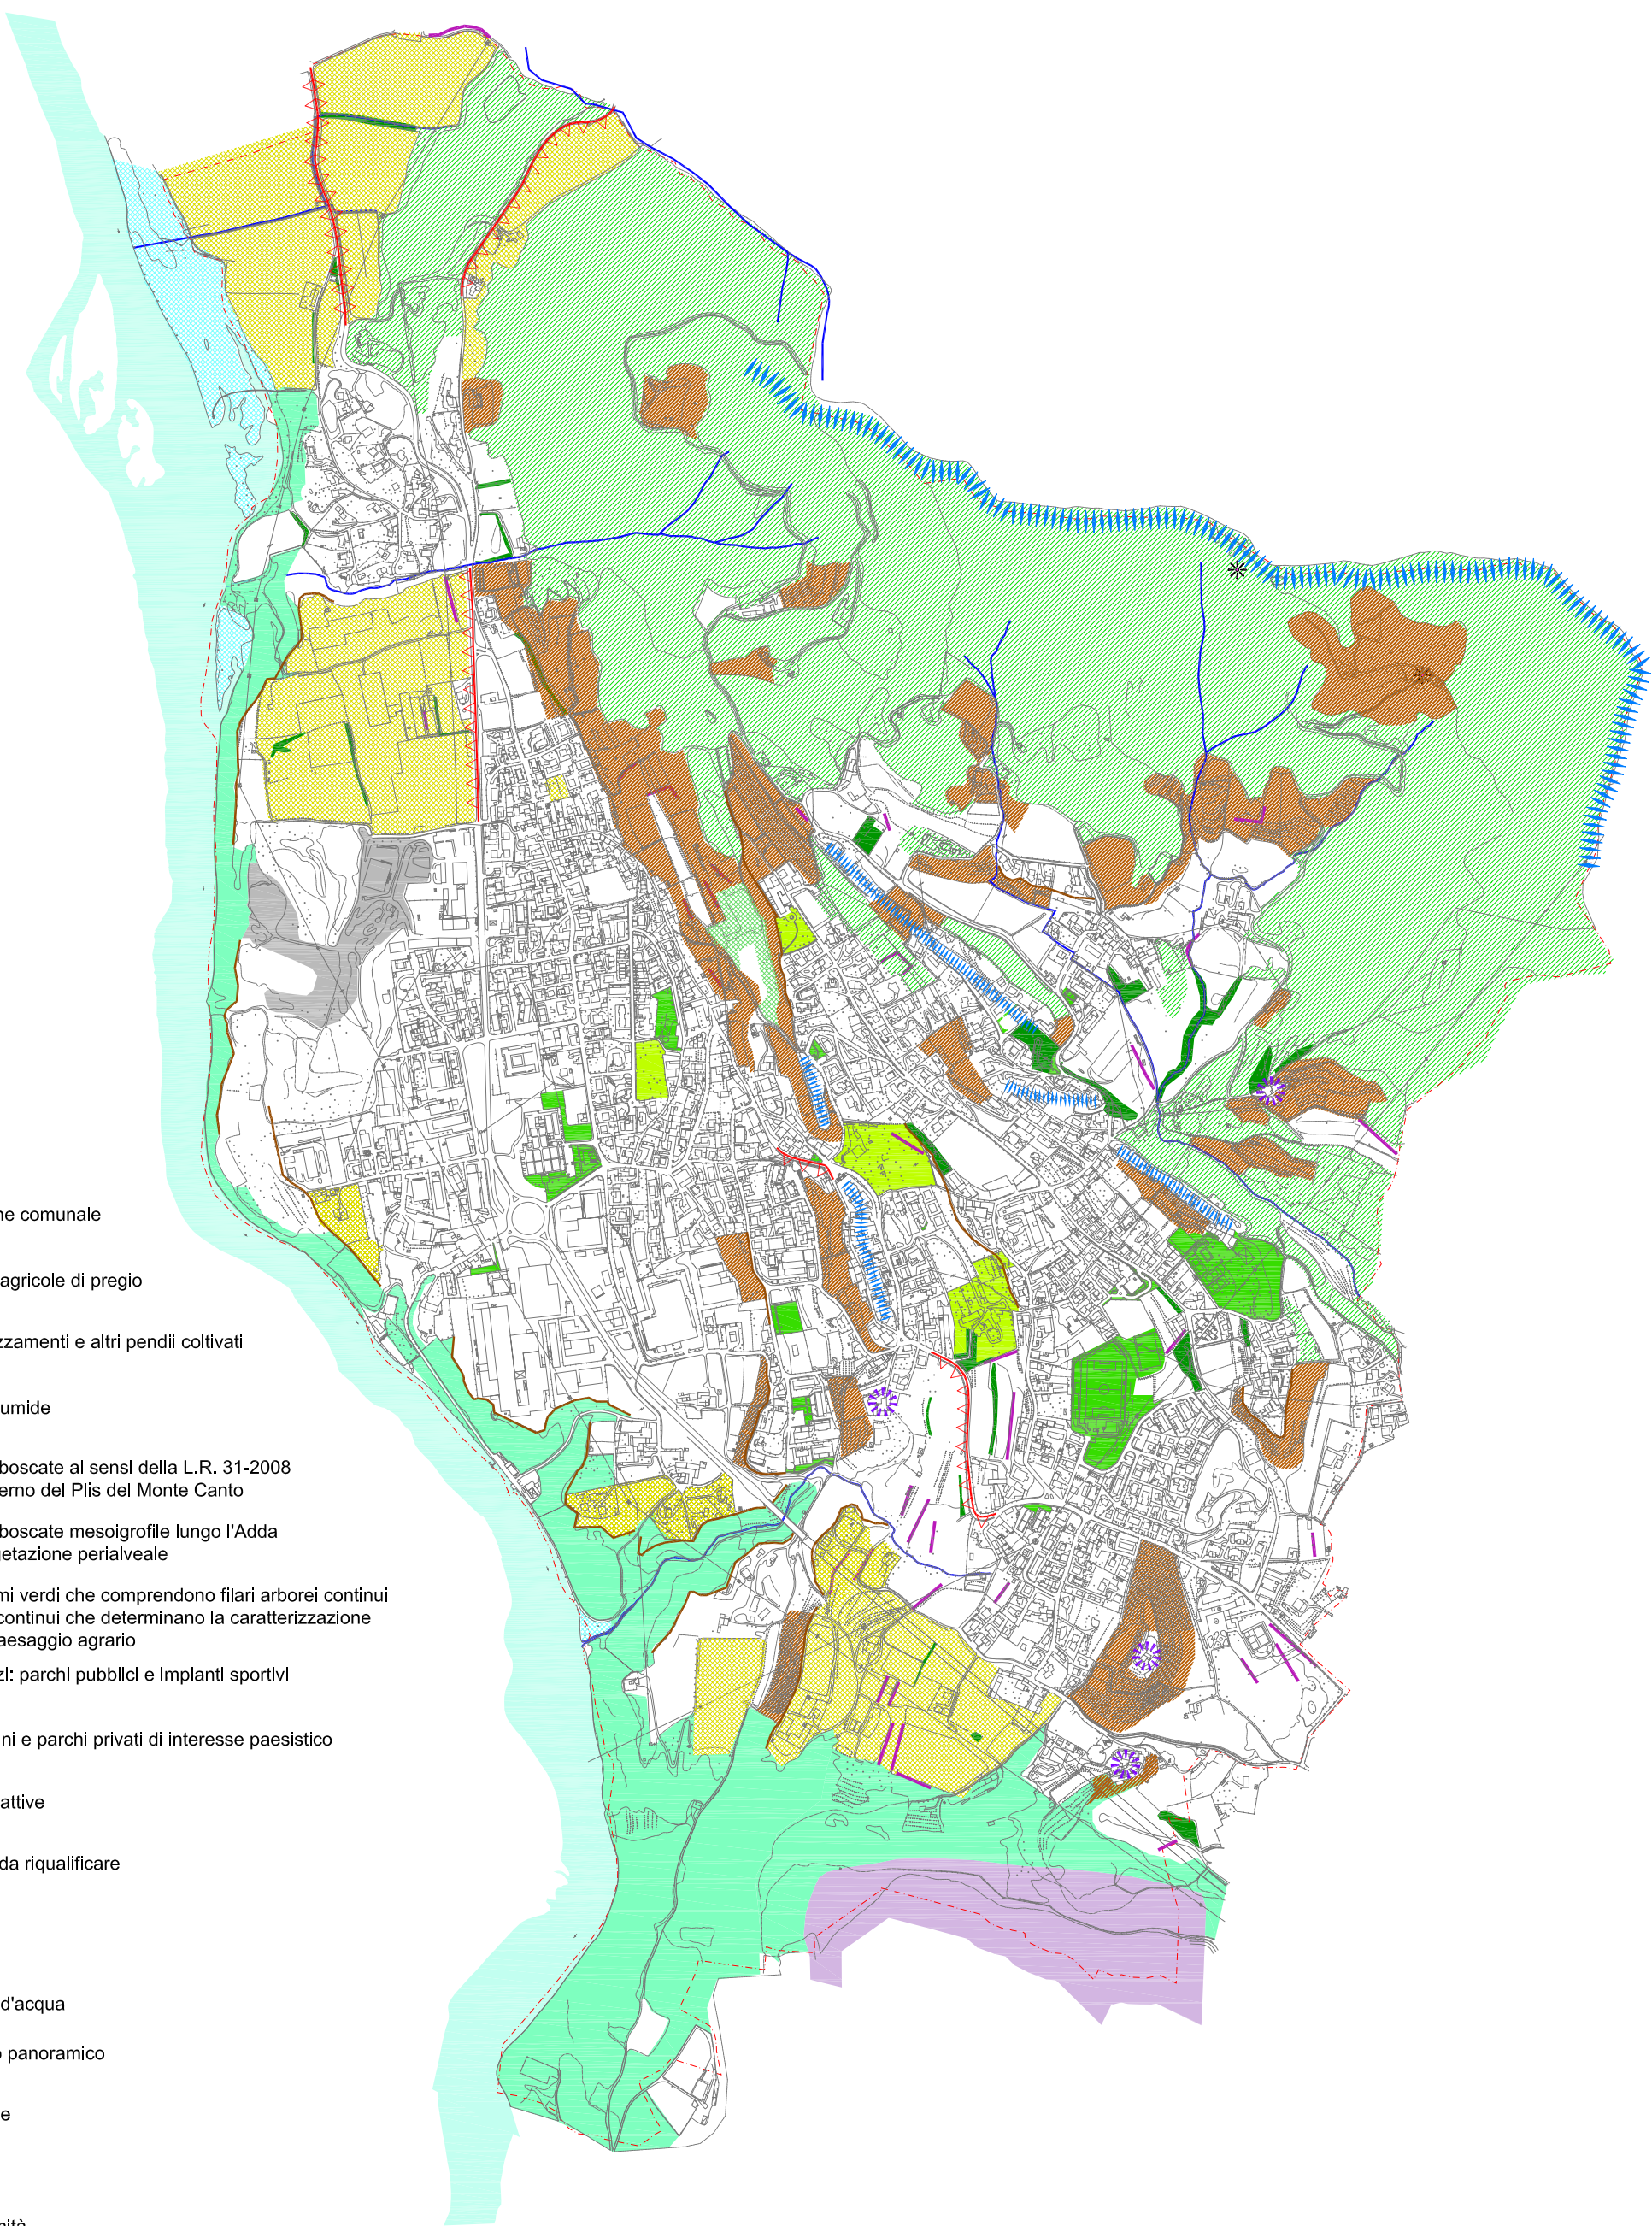 ne comunale
agricole di pregio
zzamenti e altri pendii coltivati
umide
boscate ai sensi della L.R. 31-2008
erno del Plis del Monte Canto
boscate mesoigrofile lungo l'Adda
getazione perialveale
mi verdi che comprendono filari arborei continui
continui che determinano la caratterizzazione
aesaggio agrario
zi: parchi pubblici e impianti sportivi
ni e parchi privati di interesse paesistico
attive
da riqualificare
d'acqua
o panoramico
e